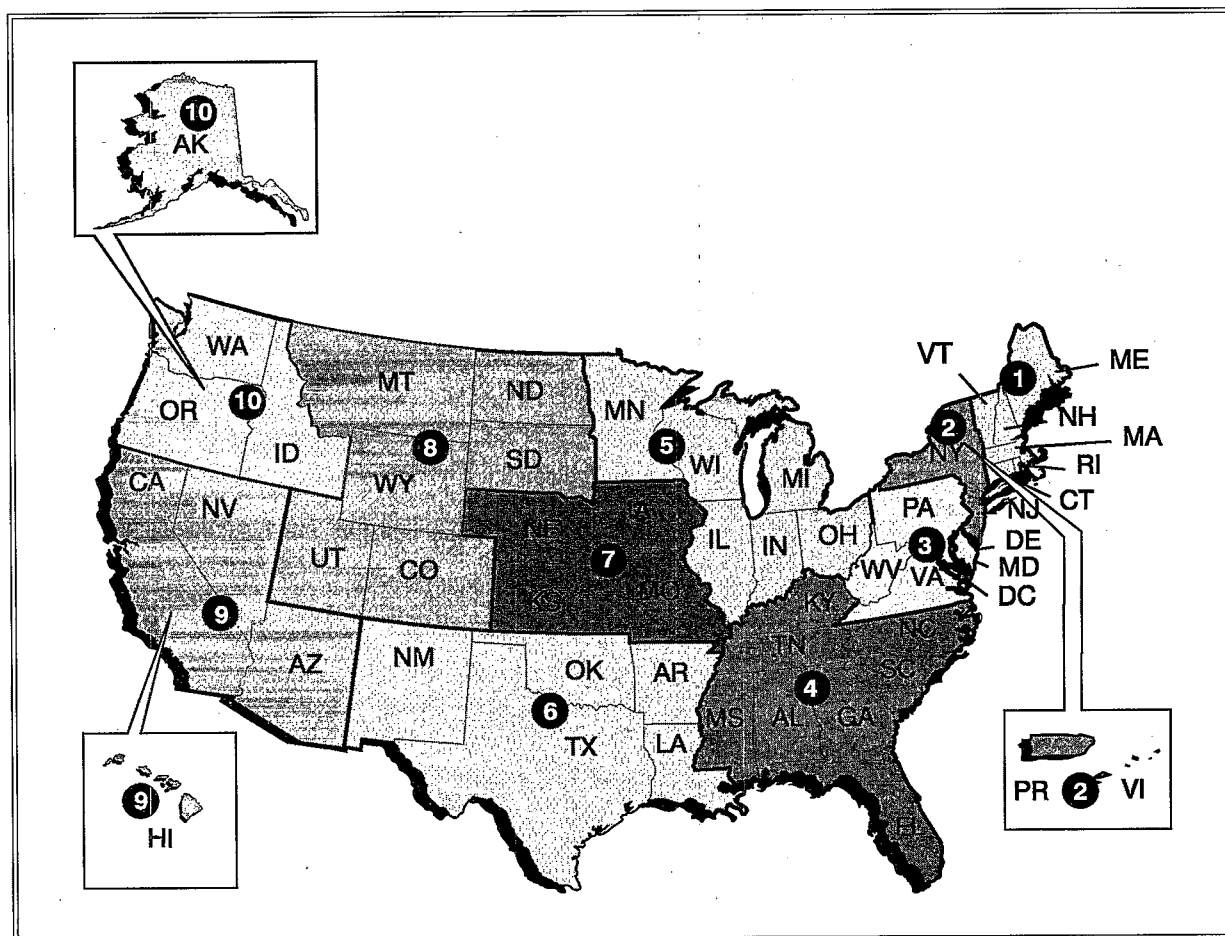 10
AK
WA
MT
ND
MN
VT
1
ME
OR
10
ID
8
SD
5
WI
MI
2
NY
NH
MA
RI
CT
NJ
CA
NV
WY
NE
IA
IL
IN
OH
PA
3
DE
MD
DC
WV
VA
UT
CO
7
KS
MO
KY
9
AZ
NM
OK
AR
TN
NC
SC
6
TX
LA
MS
4
AL
GA
FL
9
HI
PR
2
VI